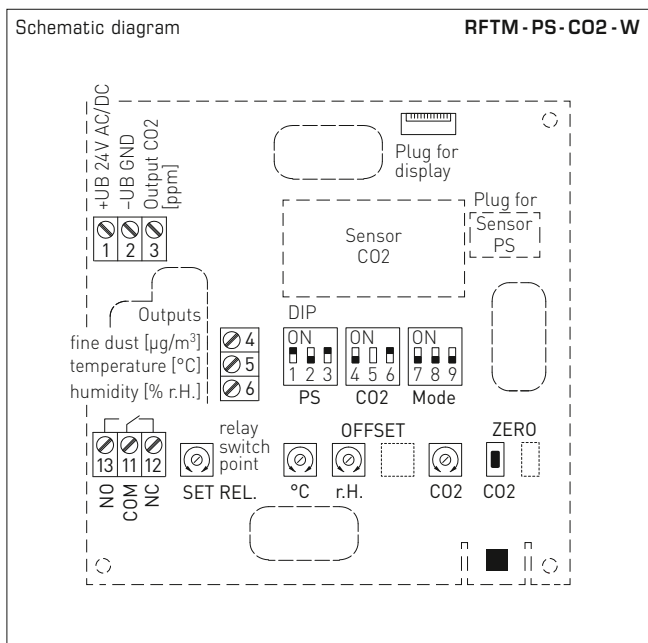 Schematic diagram RFTM-PS-CO2-W
+UB 24V AC/DC
-UB GND
Output CO2
[ppm]
1 2 3
Plug for
display
Plug for
Sensor
PS
Sensor
CO2
Outputs
fine dust [µg/m³]
temperature [°C]
humidity [% r.H.]
4
5
6
DIP
ON ON ON
1 2 3 4 5 6 7 8 9
PS CO2 Mode
relay
switch
point
OFFSET ZERO
13 11 12
NO
COM
NC
SET REL. °C r.H. CO2 CO2